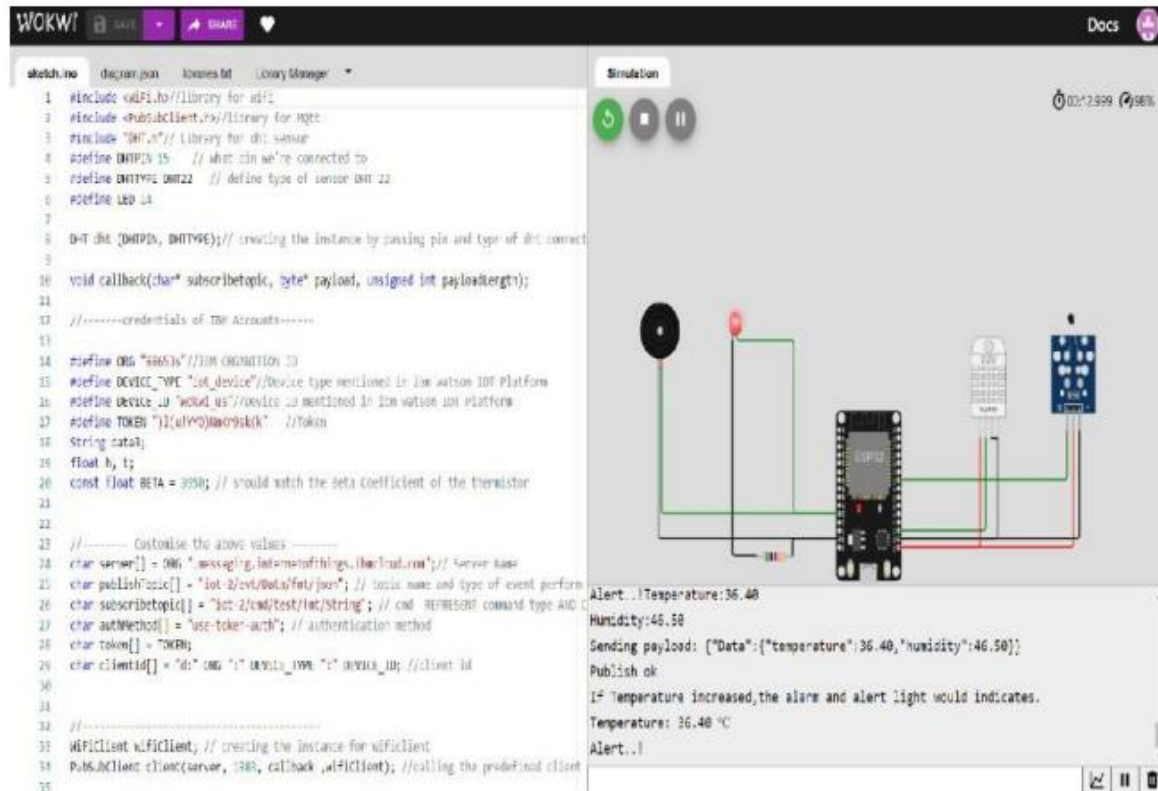 WOKWI SAVE SHARE Docs
sketch.ino diagram.json libraries.txt Library Manager
Simulation
98%
1 #include <WiFi.h>//library for wifi
2 #include <PubSubClient.h>//library for MQtt
3 #include "DHT.h"// Library for dht sensor
4 #define DHTPIN 15 // what pin we're connected to
5 #define DHTTYPE DHT22 // define type of sensor DHT 22
6 #define LED 14
7
8 DHT dht (DHTPIN, DHTTYPE);// creating the instance by passing pin and typr of dht connect
9
10 void callback(char* subscribetopic, byte* payload, unsigned int payloadLength);
11
12 //-------credentials of IBM Accounts------
13
14 #define ORG //IBM ORGANITION ID
15 #define DEVICE_TYPE "iot_device"//Device type mentioned in ibm watson IOT Platform
16 #define DEVICE_ID "wokwi_us"//Device ID mentioned in ibm watson IOT Platform
17 #define TOKEN //Token
18 String data3;
19 float h, t;
20 const float BETA = 3950; // should match the Beta Coefficient of the thermistor
21
22
23 //-------- Customise the above values --------
24 char server[] = ORG ".messaging.internetofthings.ibmcloud.com";// Server Name
25 char publishTopic[] = "iot-2/evt/Data/fmt/json"; // topic name and type of event perform
26 char subscribetopic[] = "iot-2/cmd/test/fmt/String"; // cmd REPRESENT command type AND C
27 char authMethod[] = "use-token-auth"; // authentication method
28 char token[] = TOKEN;
29 char clientId[] = "d:" ORG ":" DEVICE_TYPE ":" DEVICE_ID; //client id
30
31
32 //-----------------------------------------
33 WiFiClient wifiClient; // creating the instance for wificlient
34 PubSubClient client(server, 1883, callback ,wifiClient); //calling the predefined client
35
ESP32
Alert..!Temperature:36.40
Humidity:46.50
Sending payload: {"Data":{"temperature":36.40,"humidity":46.50}}
Publish ok
If Temperature increased,the alarm and alert light would indicates.
Temperature: 36.40 °C
Alert..!